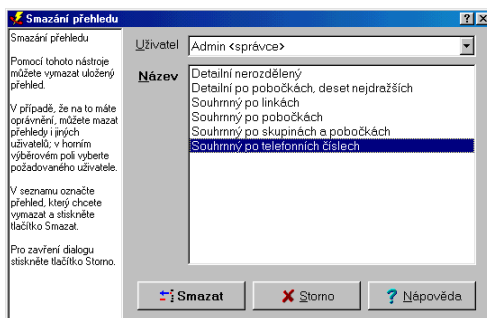 Smazání přehledu
Smazání přehledu
Pomocí tohoto nástroje
můžete vymazat uložený
přehled.
V případě, že na to máte
oprávnění, můžete mazat
přehledy i jiných
uživatelů; v horním
výběrovém poli vyberte
požadovaného uživatele.
V seznamu označte
přehled, který chcete
vymazat a stiskněte
tlačítko Smazat.
Pro zavření dialogu
stiskněte tlačítko Storno.
Uživatel Admin <správce>
Název
Detailní nerozdělený
Detailní po pobočkách, deset nejdražších
Souhrnný po linkách
Souhrnný po pobočkách
Souhrnný po skupinách a pobočkách
Souhrnný po telefonních číslech
Smazat Storno ? Nápověda